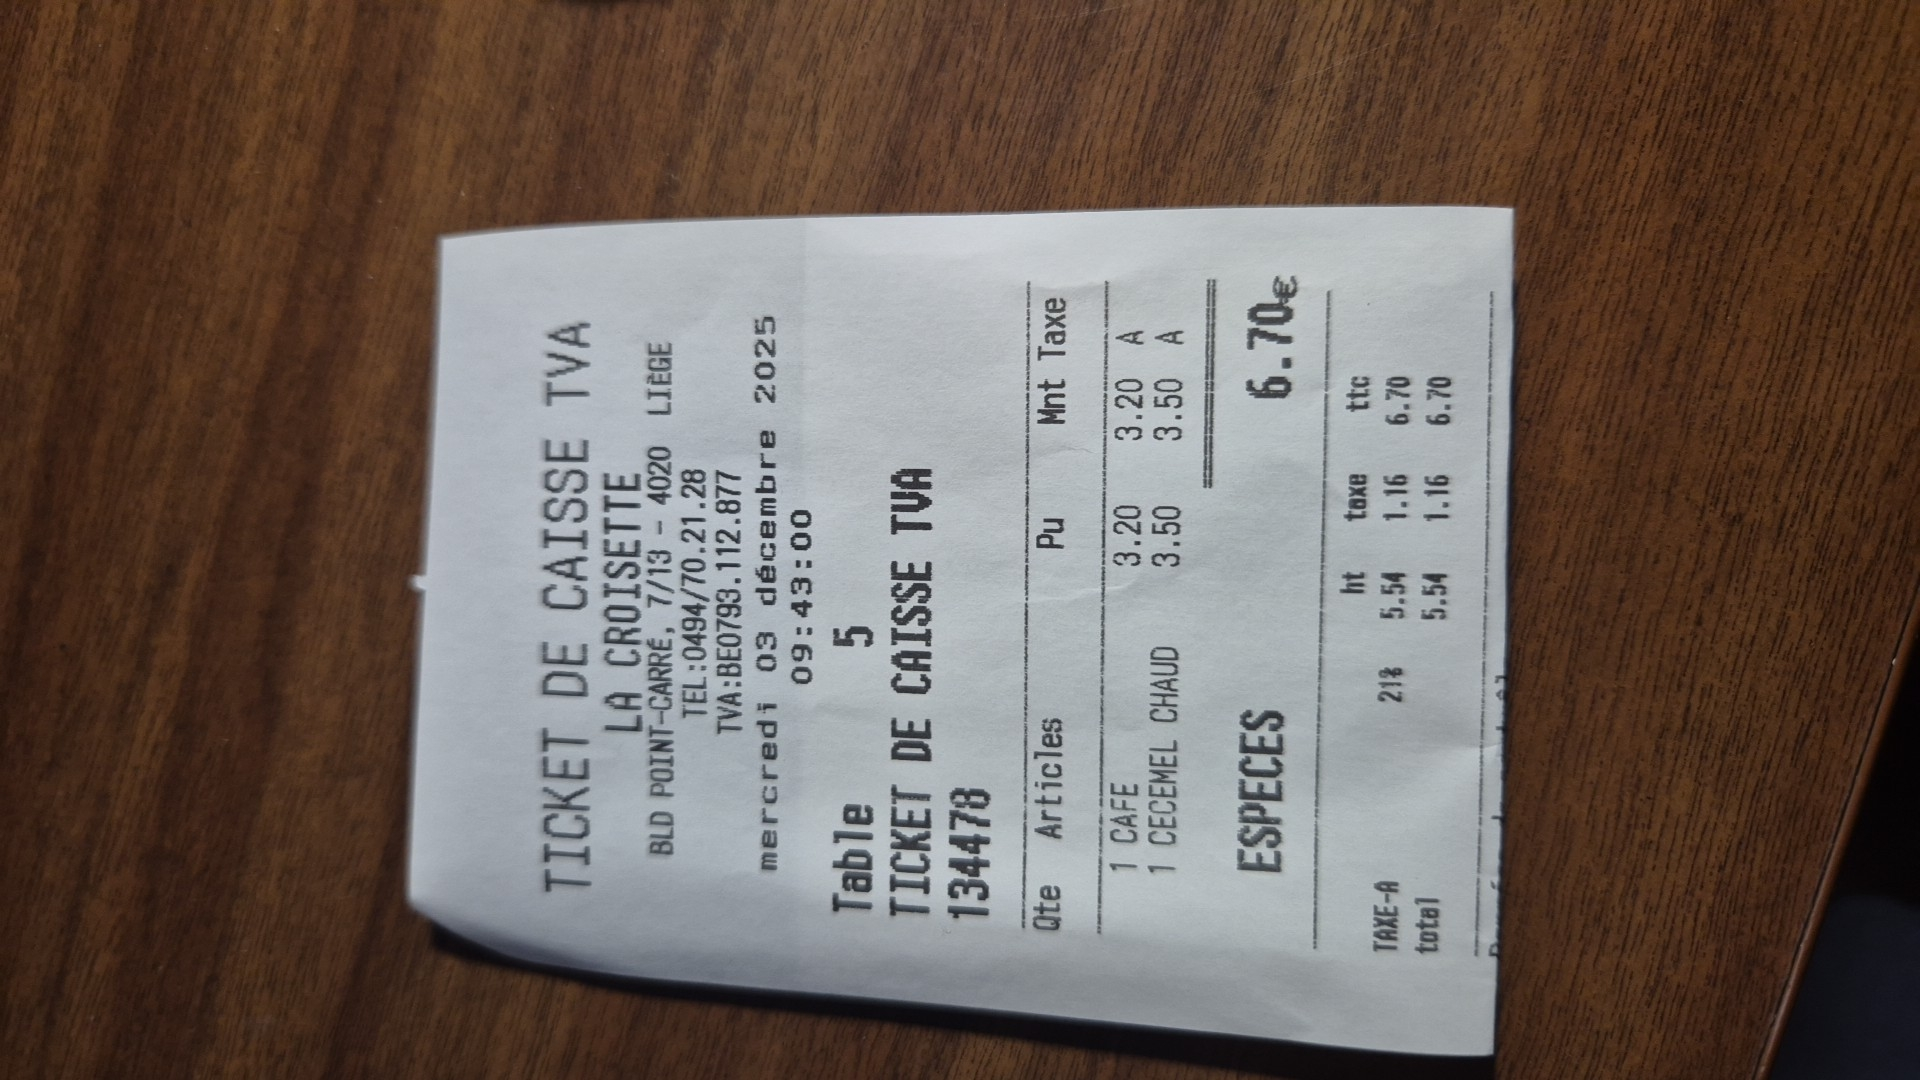 TICKET DE CAISSE TVA
LA CROISETTE
BLD POINT-CARRÉ, 7/13 - 4020 LIÈGE
TEL:0494/70.21.28
TVA:BE0793.112.877
mercredi 03 décembre 2025
09:43:00
Table 5
TICKET DE CAISSE TVA
134478
Qte Articles Pu Mnt Taxe
1 CAFE 3.20 3.20 A
1 CECEMEL CHAUD 3.50 3.50 A
ESPECES 6.70€
ht taxe ttc
TAXE-A 21% 5.54 1.16 6.70
total 5.54 1.16 6.70